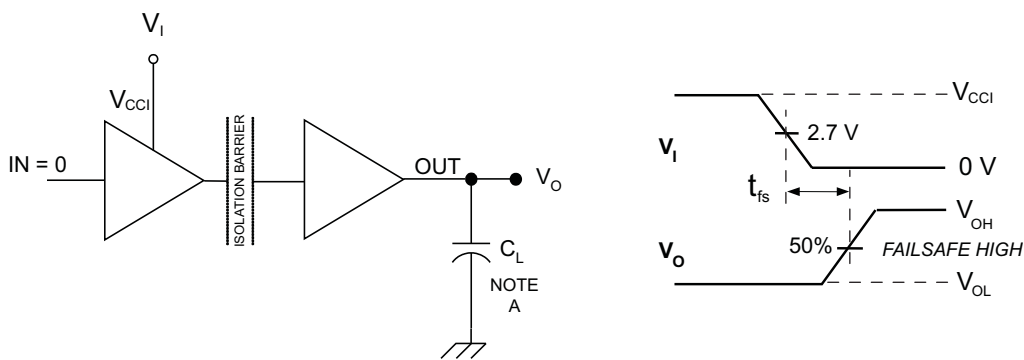 V_I
V_CCI
IN = 0
ISOLATION BARRIER
OUT
V_O
C_L
NOTE
A
V_I
V_CCI
2.7 V
0 V
t_fs
V_O
50%
V_OH
FAILSAFE HIGH
V_OL